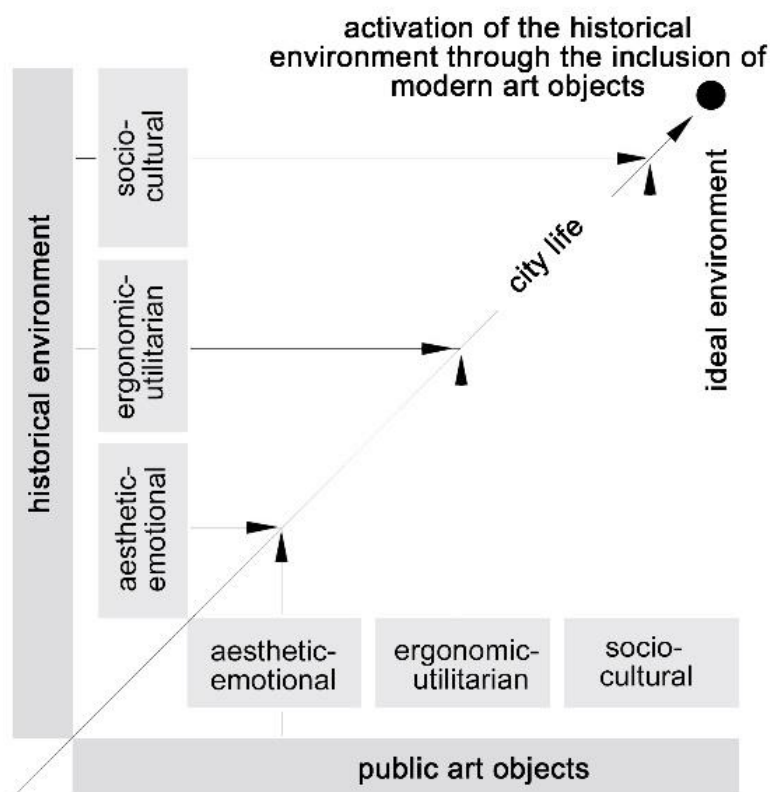 activation of the historical
environment through the inclusion of
modern art objects
socio-
cultural
ergonomic-
utilitarian
aesthetic-
emotional
historical environment
city life
ideal environment
aesthetic-
emotional
ergonomic-
utilitarian
socio-
cultural
public art objects